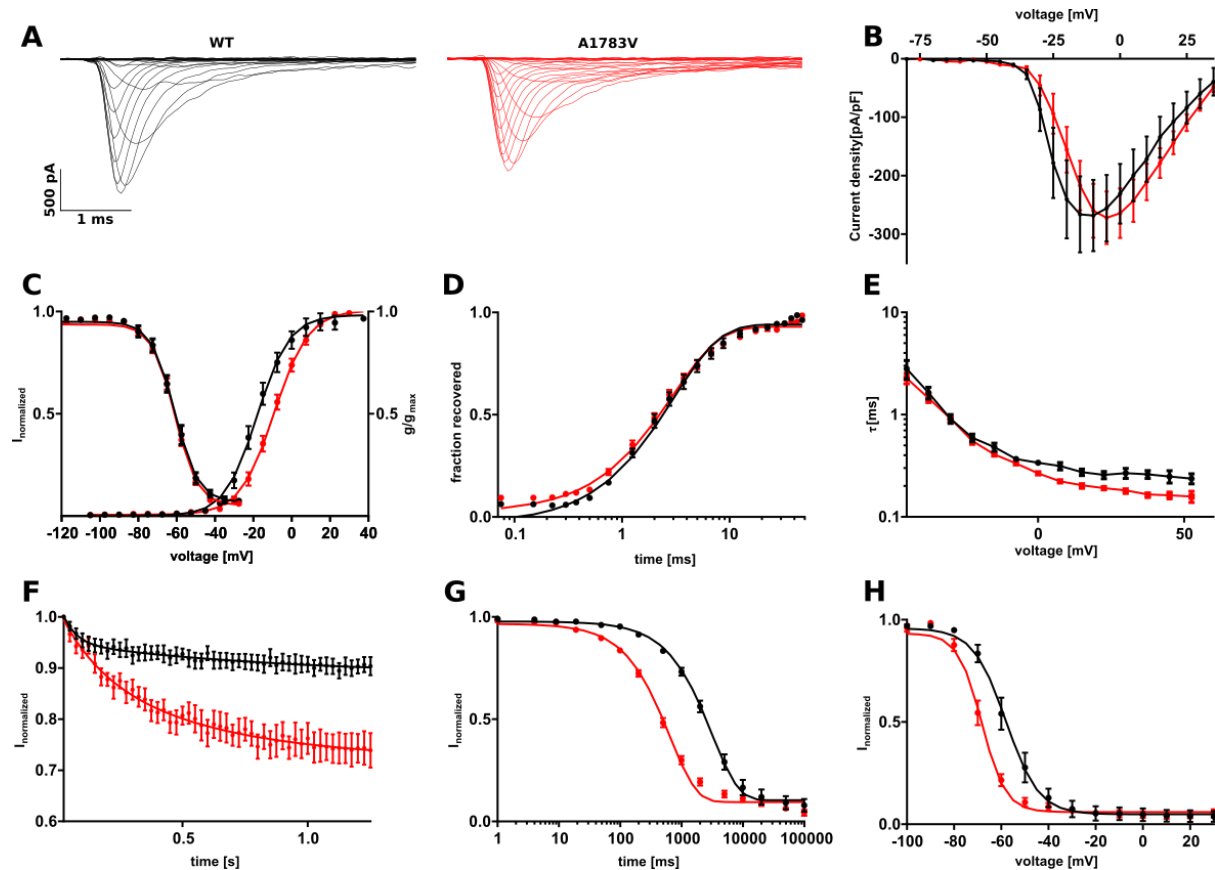 A
WT
A1783V
500 pA
1 ms
B
voltage [mV]
-75 -50 -25 0 25
0
-100
-200
-300
Current density[pA/pF]
C
1.0
0.5
I normalized
1.0
0.5
g/gmax
-120 -100 -80 -60 -40 -20 0 20 40
voltage [mV]
D
1.0
0.5
0.0
fraction recovered
0.1 1 10
time [ms]
E
10
1
0.1
τ [ms]
0 50
voltage [mV]
F
1.0
0.9
0.8
0.7
0.6
I normalized
0.5 1.0
time [s]
G
1.0
0.5
0.0
I normalized
1 10 100 1000 10000 100000
time [ms]
H
1.0
0.5
0.0
I normalized
-100 -80 -60 -40 -20 0 20
voltage [mV]